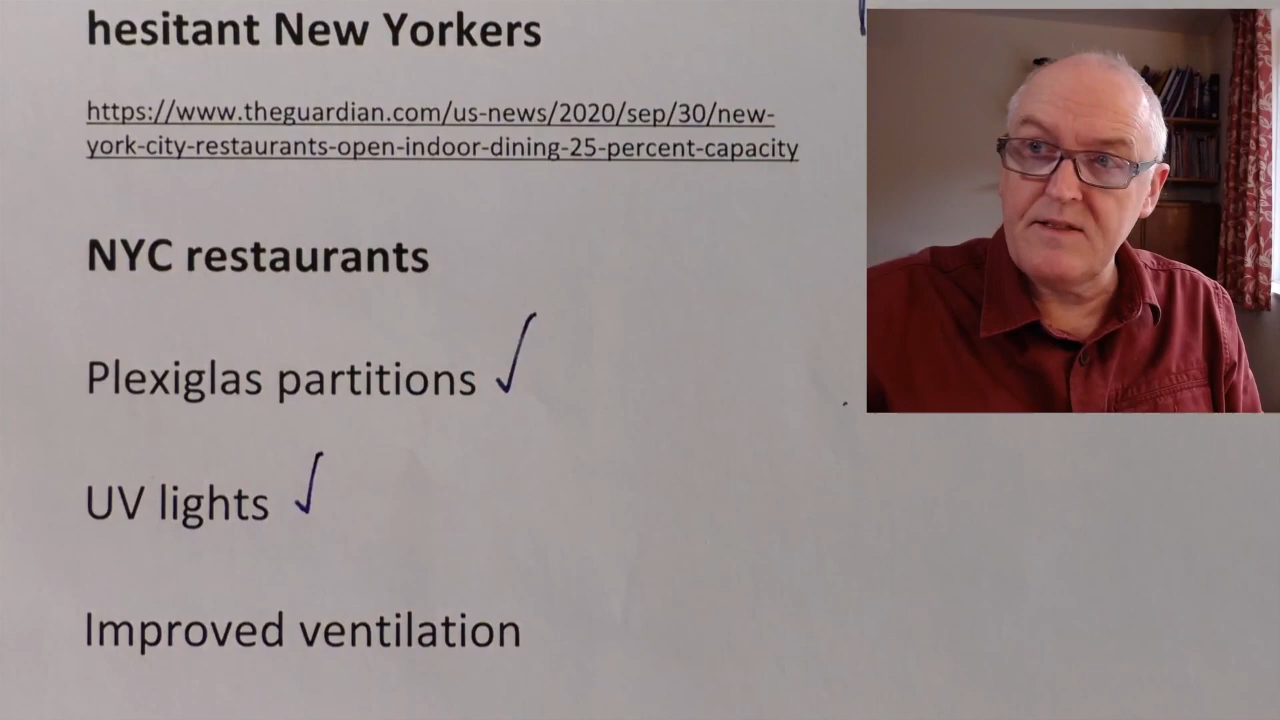 hesitant New Yorkers
https://www.theguardian.com/us-news/2020/sep/30/new-
york-city-restaurants-open-indoor-dining-25-percent-capacity
NYC restaurants
Plexiglas partitions
UV lights
Improved ventilation